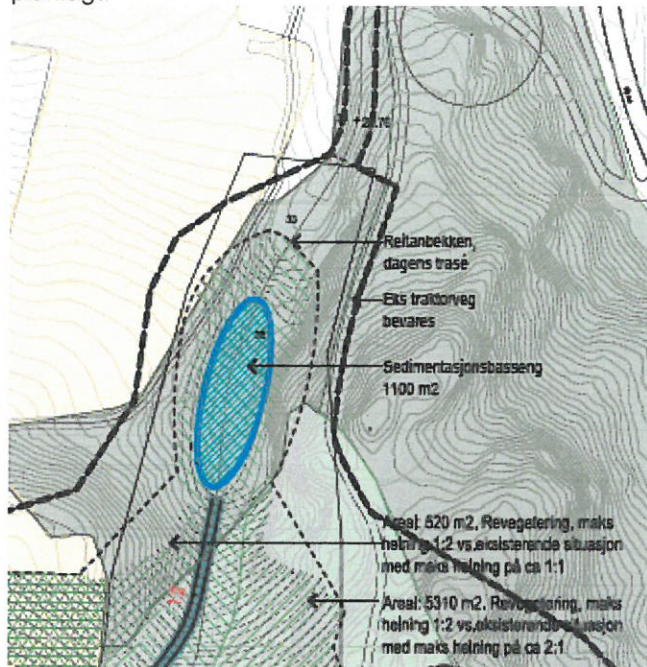 Reitanbekken,
dagens trasé
Eks traktorveg
bevares
Sedimentasjonsbasseng
1100 m2
Areal: 520 m2, Revegetering, maks
helning 1:2 vs eksisterende situasjon
med maks helning på ca 1:1
1:2
Areal: 5310 m2, Revegetering, maks
helning 1:2 vs eksisterende situasjon
med maks helning på ca 2:1